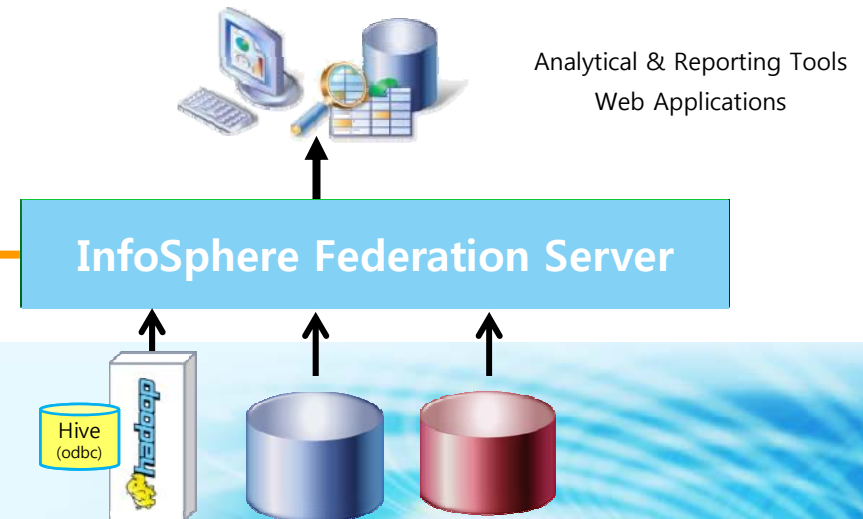 Analytical & Reporting Tools
Web Applications
InfoSphere Federation Server
Hive
(odbc)
hadoop